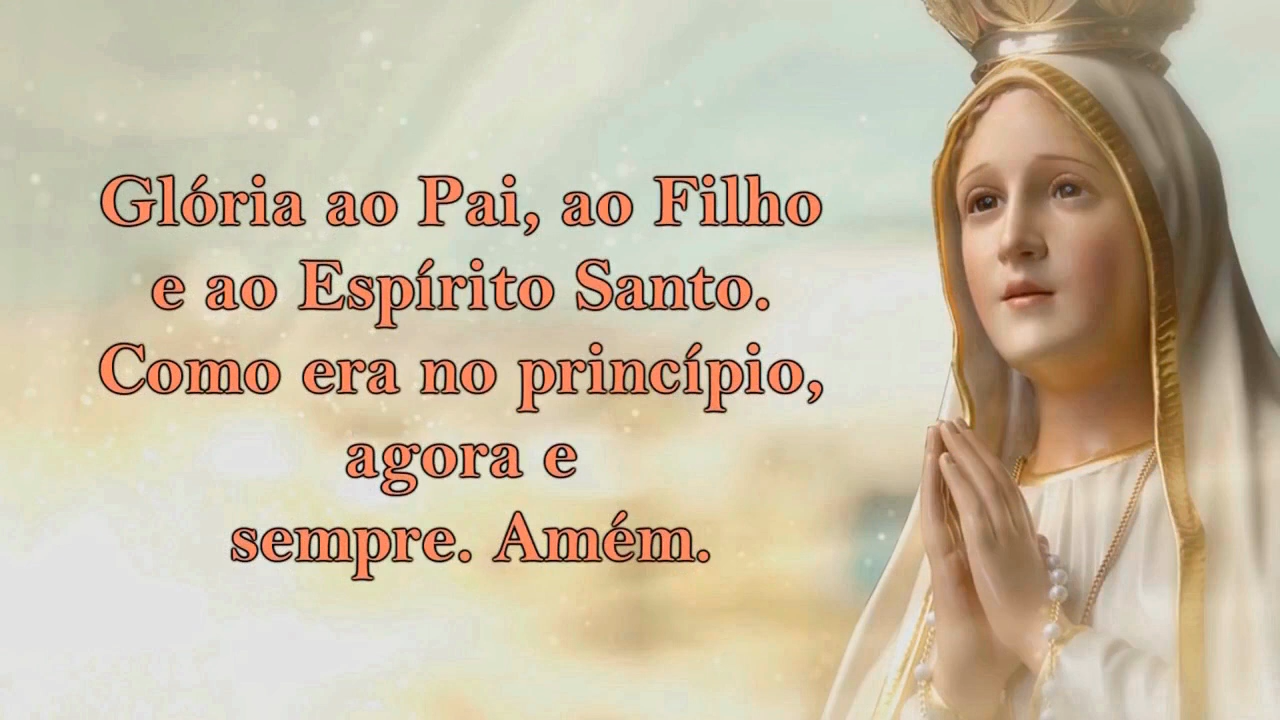 Glória ao Pai, ao Filho
e ao Espírito Santo.
Como era no princípio,
agora e
sempre. Amém.